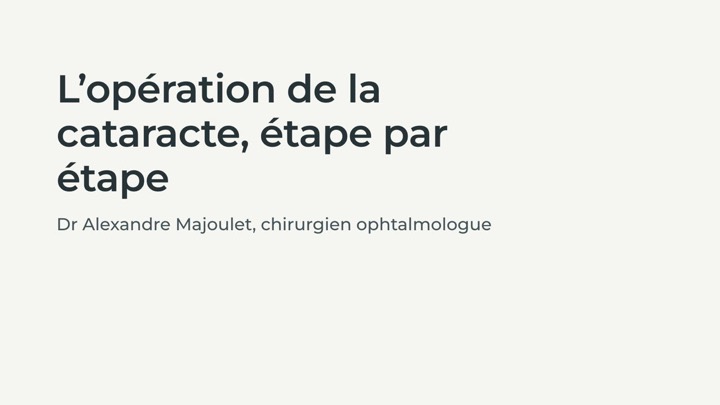 L’opération de la
cataracte, étape par
étape
Dr Alexandre Majoulet, chirurgien ophtalmologue